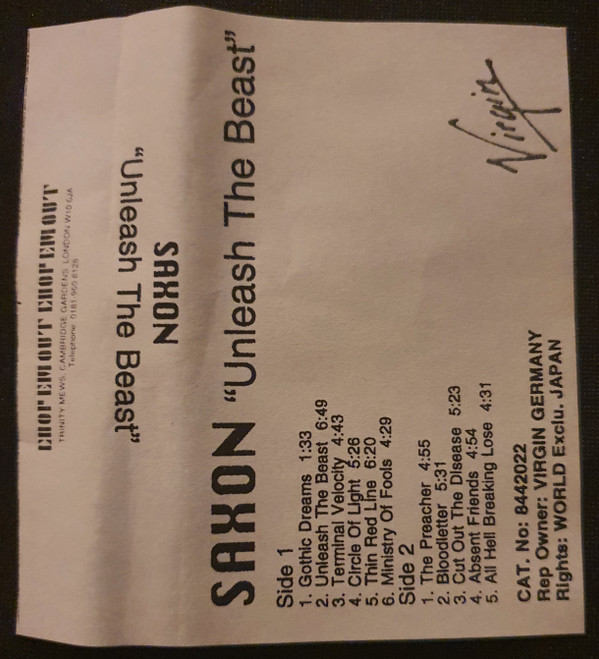 CHOP EM OUT CHOP EM OUT
TRINITY MEWS, CAMBRIDGE GARDENS, LONDON W10 6JA
Telephone: 0181-960 8128
SAXON
"Unleash The Beast"
SAXON "Unleash The Beast"
Side 1
1. Gothic Dreams 1:33
2. Unleash The Beast 6:49
3. Terminal Velocity 4:43
4. Circle Of Light 5:26
5. Thin Red Line 6:20
6. Ministry Of Fools 4:29
Side 2
1. The Preacher 4:55
2. Bloodletter 5:31
3. Cut Out The Disease 5:23
4. Absent Friends 4:54
5. All Hell Breaking Lose 4:31
CAT. No: 8442022
Rep Owner: VIRGIN GERMANY
Rights: WORLD Exclu. JAPAN
Virgin